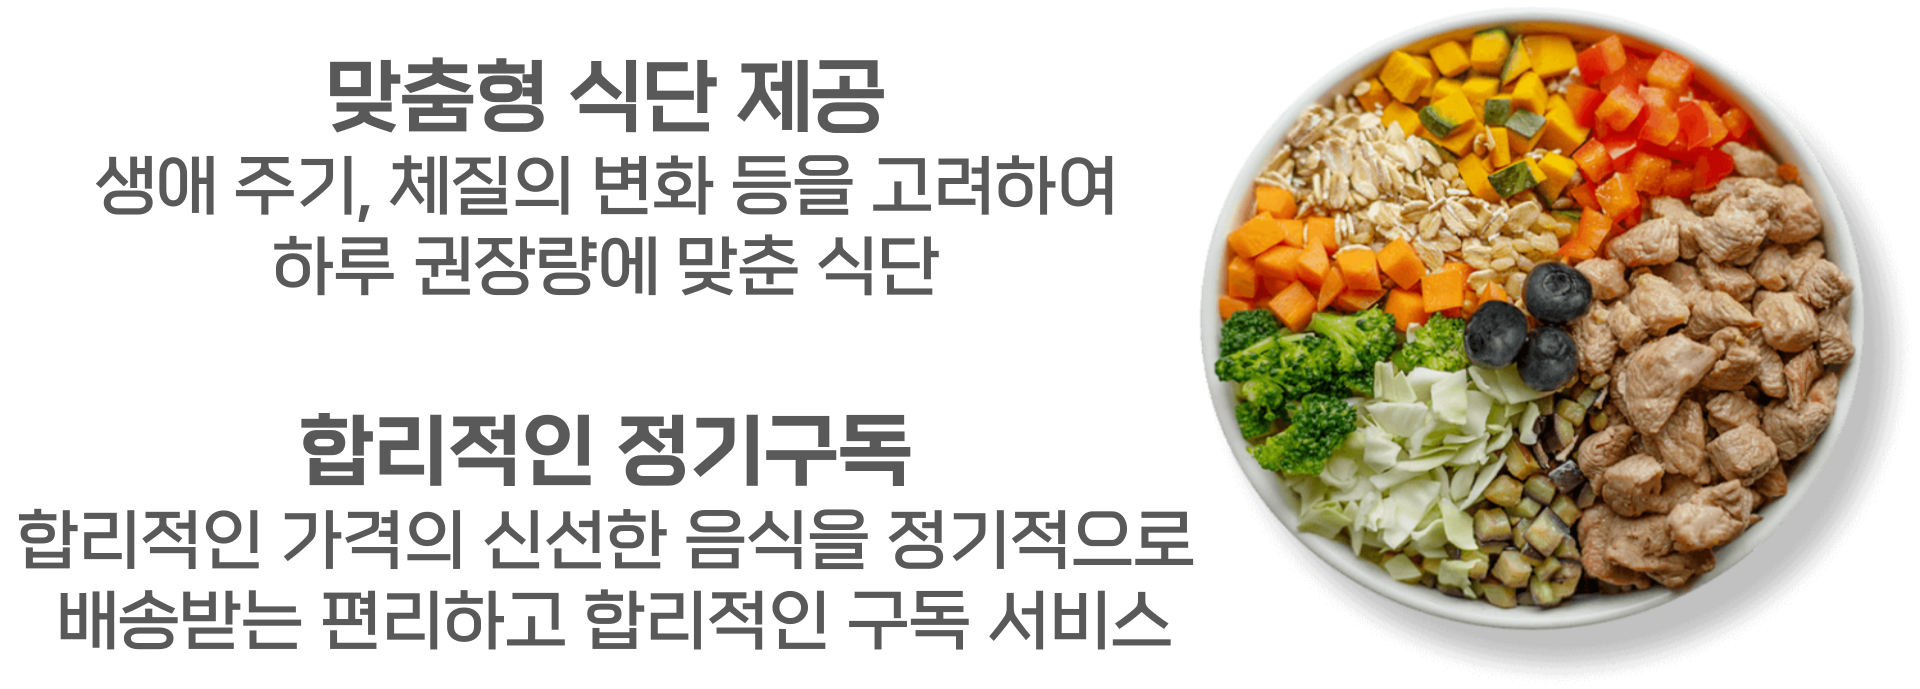 맞춤형 식단 제공
생애 주기, 체질의 변화 등을 고려하여
하루 권장량에 맞춘 식단
합리적인 정기구독
합리적인 가격의 신선한 음식을 정기적으로
배송받는 편리하고 합리적인 구독 서비스